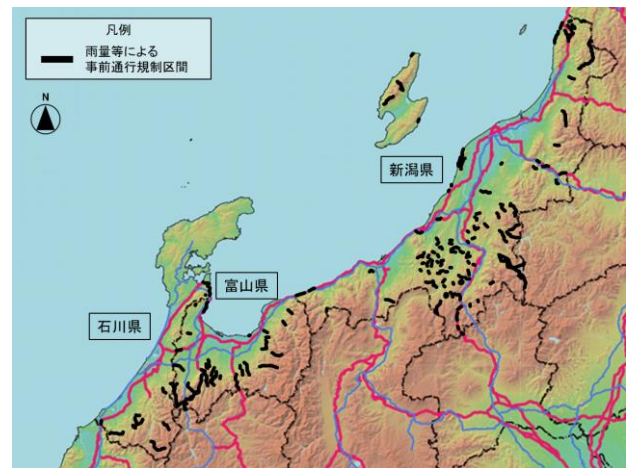 凡例
雨量等による
事前通行規制区間
N
新潟県
富山県
石川県